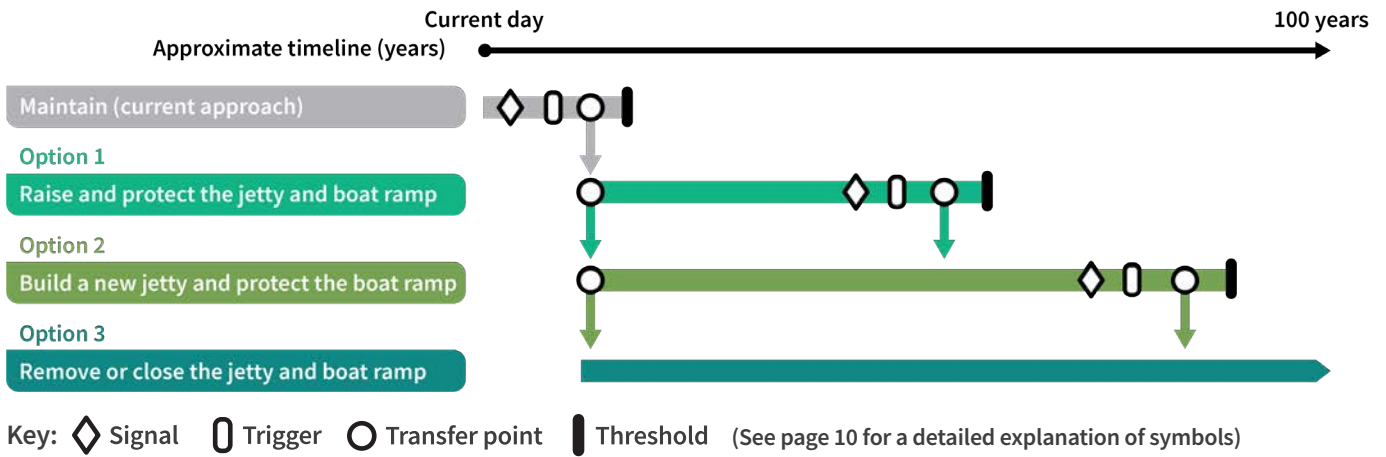 Current day
100 years
Approximate timeline (years)
Maintain (current approach)
Option 1
Raise and protect the jetty and boat ramp
Option 2
Build a new jetty and protect the boat ramp
Option 3
Remove or close the jetty and boat ramp
Key: Signal Trigger Transfer point Threshold (See page 10 for a detailed explanation of symbols)